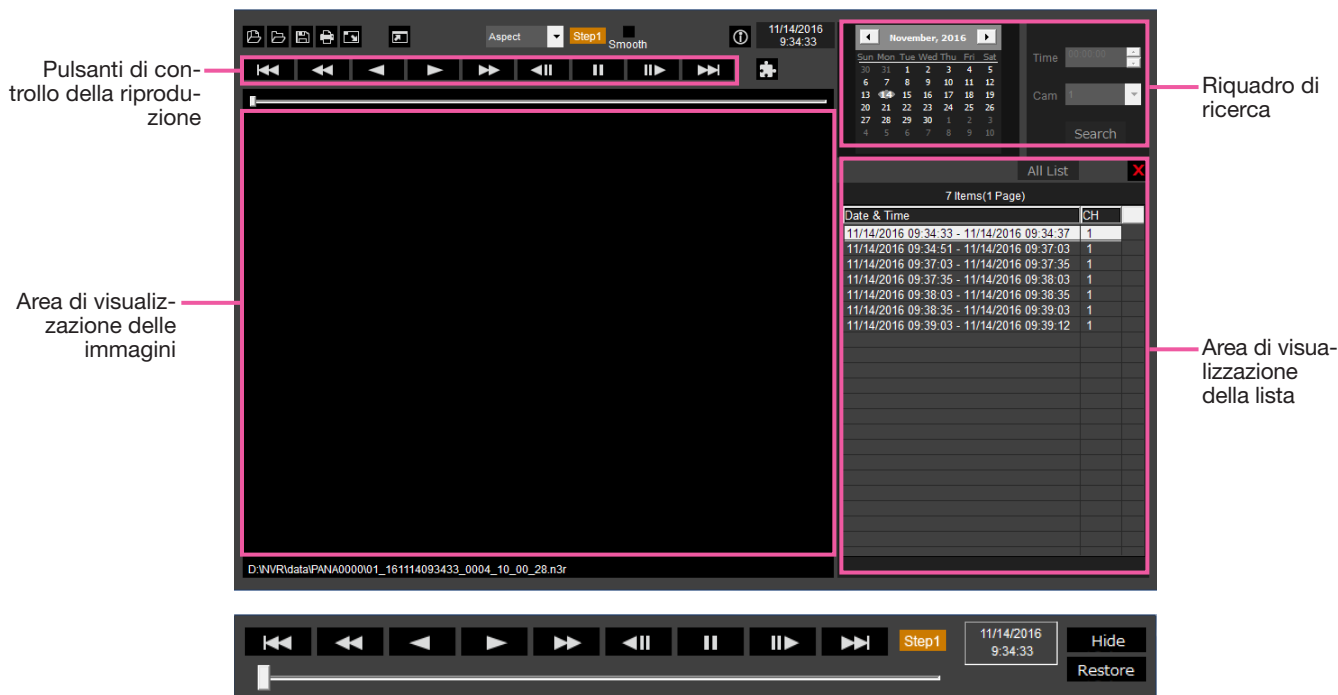 Aspect
Step1
Smooth
11/14/2016
9:34:33
November, 2016
Sun Mon Tue Wed Thu Fri Sat
30 31 1 2 3 4 5
6 7 8 9 10 11 12
13 14 15 16 17 18 19
20 21 22 23 24 25 26
27 28 29 30 1 2 3
4 5 6 7 8 9 10
Time 00:00:00
Cam 1
Search
Pulsanti di con-
trollo della riprodu-
zione
Riquadro di
ricerca
All List
X
7 Items(1 Page)
Date & Time CH
11/14/2016 09:34:33 - 11/14/2016 09:34:37 1
11/14/2016 09:34:51 - 11/14/2016 09:37:03 1
11/14/2016 09:37:03 - 11/14/2016 09:37:35 1
11/14/2016 09:37:35 - 11/14/2016 09:38:03 1
11/14/2016 09:38:03 - 11/14/2016 09:38:35 1
11/14/2016 09:38:35 - 11/14/2016 09:39:03 1
11/14/2016 09:39:03 - 11/14/2016 09:39:12 1
Area di visualiz-
zazione delle
immagini
Area di visua-
lizzazione
della lista
D:\NVR\data\PANA0000\01_161114093433_0004_10_00_28.n3r
Step1
11/14/2016
9:34:33
Hide
Restore